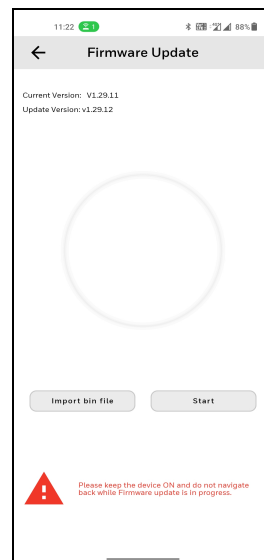 11:22 1 88%
Firmware Update
Current Version: V1.29.11
Update Version: v1.29.12
Import bin file Start
Please keep the device ON and do not navigate
back while Firmware update is in progress.